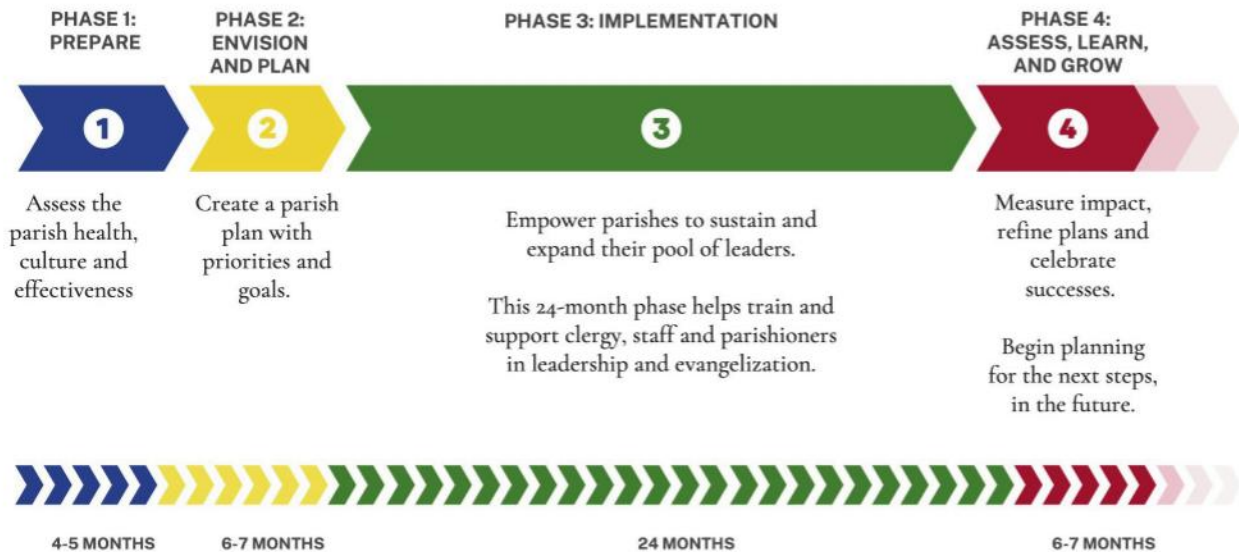 PHASE 1:
PREPARE
PHASE 2:
ENVISION
AND PLAN
PHASE 3: IMPLEMENTATION
PHASE 4:
ASSESS, LEARN,
AND GROW
1
2
3
4
Assess the
parish health,
culture and
effectiveness
Create a parish
plan with
priorities and
goals.
Empower parishes to sustain and
expand their pool of leaders.
This 24-month phase helps train and
support clergy, staff and parishioners
in leadership and evangelization.
Measure impact,
refine plans and
celebrate
successes.
Begin planning
for the next steps,
in the future.
4-5 MONTHS
6-7 MONTHS
24 MONTHS
6-7 MONTHS